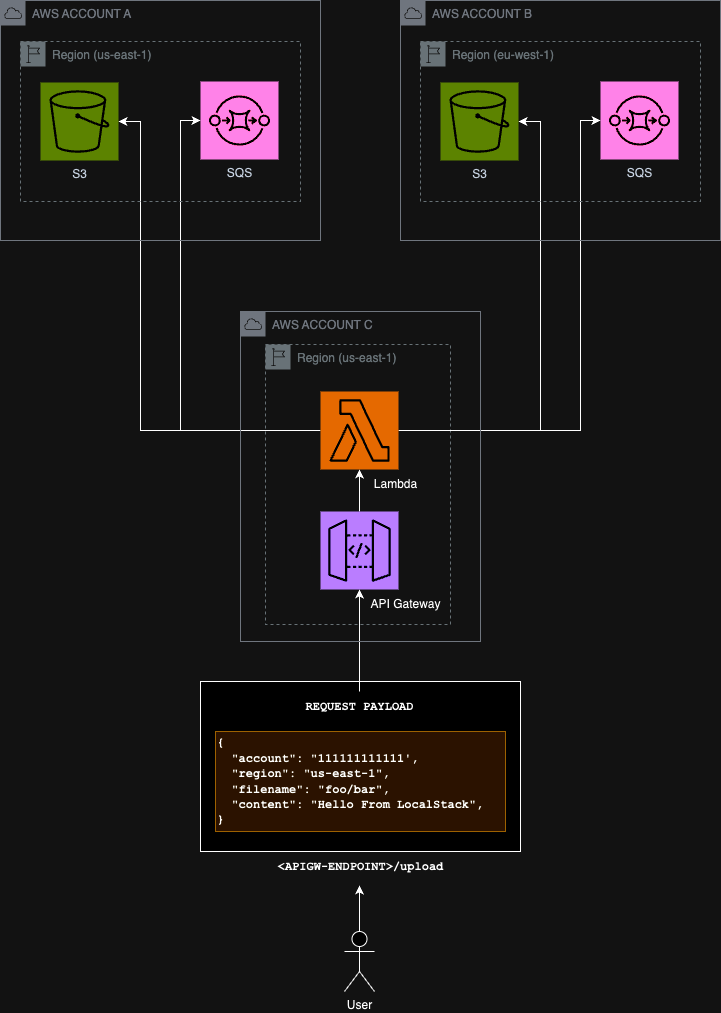 AWS ACCOUNT A
Region (us-east-1)
S3
SQS
AWS ACCOUNT B
Region (eu-west-1)
S3
SQS
AWS ACCOUNT C
Region (us-east-1)
Lambda
</>
API Gateway
REQUEST PAYLOAD
{
"account": "111111111111',
"region": "us-east-1",
"filename": "foo/bar",
"content": "Hello From LocalStack",
}
<APIGW-ENDPOINT>/upload
User